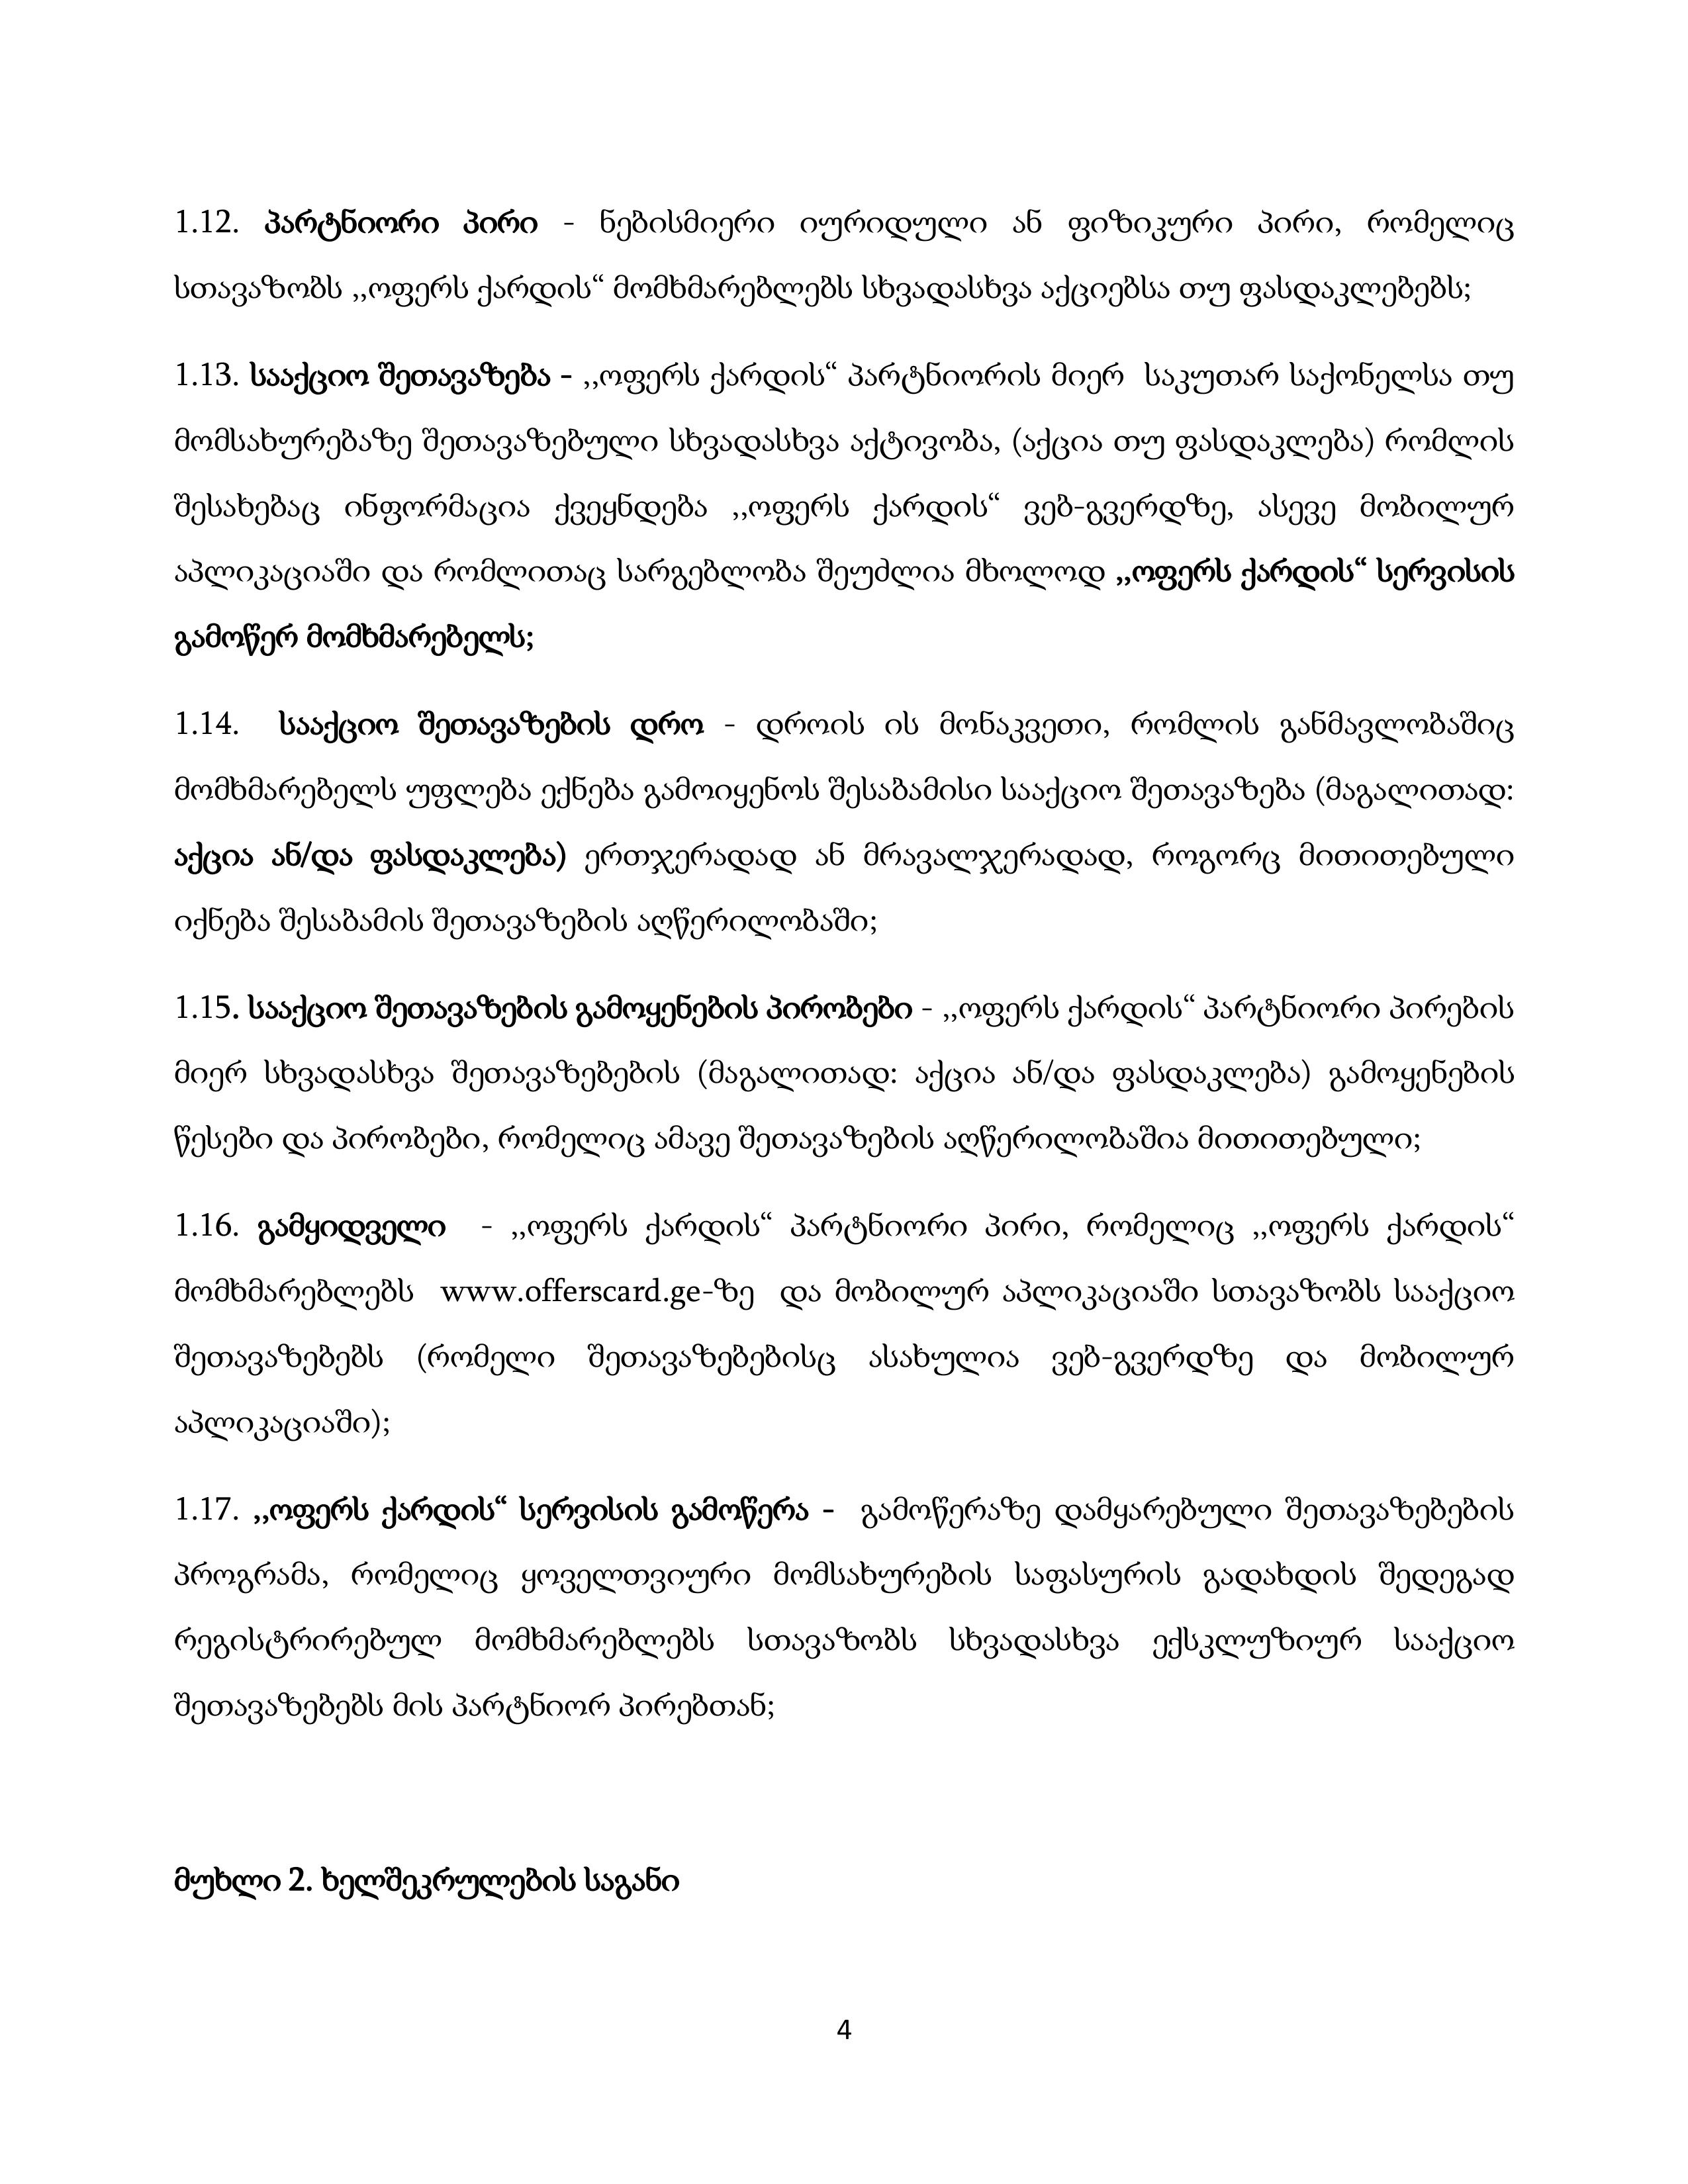 1.12. პარტნიორი პირი - ნებისმიერი იურიდული ან ფიზიკური პირი, რომელიც
სთავაზობს ,,ოფერს ქარდის“ მომხმარებლებს სხვადასხვა აქციებსა თუ ფასდაკლებებს;
1.13. სააქციო შეთავაზება - ,,ოფერს ქარდის“ პარტნიორის მიერ საკუთარ საქონელსა თუ
მომსახურებაზე შეთავაზებული სხვადასხვა აქტივობა, (აქცია თუ ფასდაკლება) რომლის
შესახებაც ინფორმაცია ქვეყნდება ,,ოფერს ქარდის“ ვებ-გვერდზე, ასევე მობილურ
აპლიკაციაში და რომლითაც სარგებლობა შეუძლია მხოლოდ ,,ოფერს ქარდის“ სერვისის
გამოწერ მომხმარებელს;
1.14. სააქციო შეთავაზების დრო - დროის ის მონაკვეთი, რომლის განმავლობაშიც
მომხმარებელს უფლება ექნება გამოიყენოს შესაბამისი სააქციო შეთავაზება (მაგალითად:
აქცია ან/და ფასდაკლება) ერთჯერადად ან მრავალჯერადად, როგორც მითითებული
იქნება შესაბამის შეთავაზების აღწერილობაში;
1.15. სააქციო შეთავაზების გამოყენების პირობები - ,,ოფერს ქარდის“ პარტნიორი პირების
მიერ სხვადასხვა შეთავაზებების (მაგალითად: აქცია ან/და ფასდაკლება) გამოყენების
წესები და პირობები, რომელიც ამავე შეთავაზების აღწერილობაშია მითითებული;
1.16. გამყიდველი - ,,ოფერს ქარდის“ პარტნიორი პირი, რომელიც ,,ოფერს ქარდის“
მომხმარებლებს www.offerscard.ge-ზე და მობილურ აპლიკაციაში სთავაზობს სააქციო
შეთავაზებებს (რომელი შეთავაზებებისც ასახულია ვებ-გვერდზე და მობილურ
აპლიკაციაში);
1.17. ,,ოფერს ქარდის“ სერვისის გამოწერა - გამოწერაზე დამყარებული შეთავაზებების
პროგრამა, რომელიც ყოველთვიური მომსახურების საფასურის გადახდის შედეგად
რეგისტრირებულ მომხმარებლებს სთავაზობს სხვადასხვა ექსკლუზიურ სააქციო
შეთავაზებებს მის პარტნიორ პირებთან;
მუხლი 2. ხელშეკრულების საგანი
4